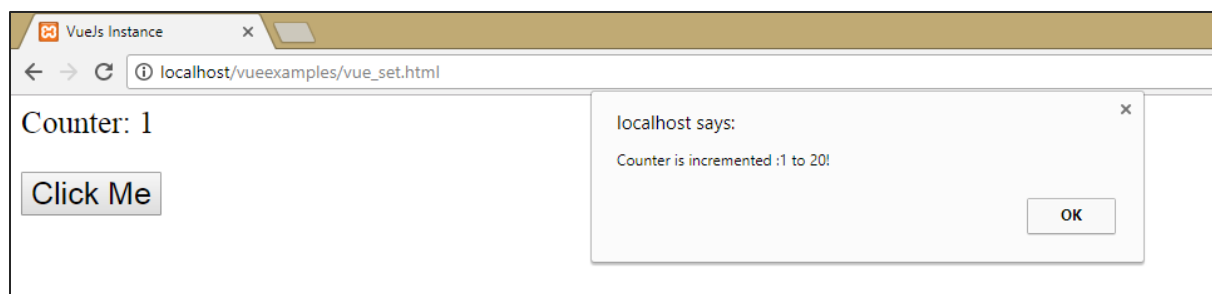 VueJs Instance
localhost/vueexamples/vue_set.html
Counter: 1
Click Me
localhost says:
Counter is incremented :1 to 20!
OK